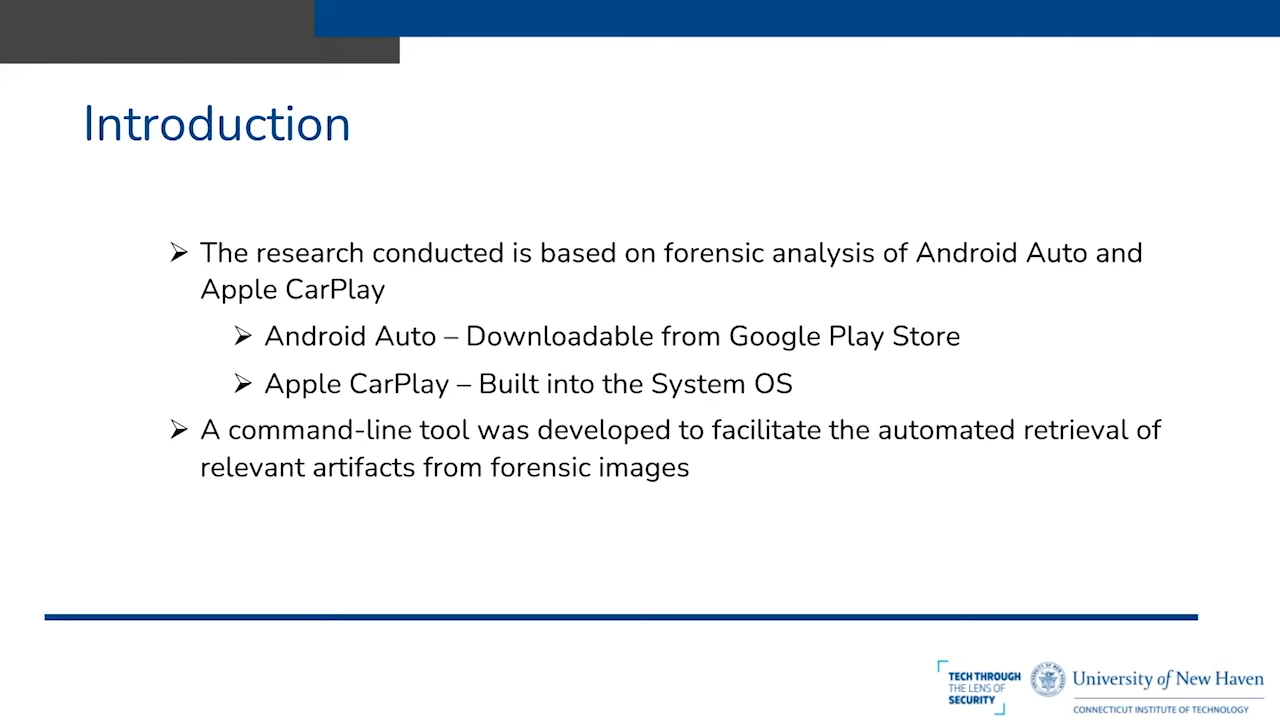 Introduction
➢ The research conducted is based on forensic analysis of Android Auto and
Apple CarPlay
➢ Android Auto – Downloadable from Google Play Store
➢ Apple CarPlay – Built into the System OS
➢ A command-line tool was developed to facilitate the automated retrieval of
relevant artifacts from forensic images
TECH THROUGH
THE LENS OF
SECURITY
University of New Haven
CONNECTICUT INSTITUTE OF TECHNOLOGY